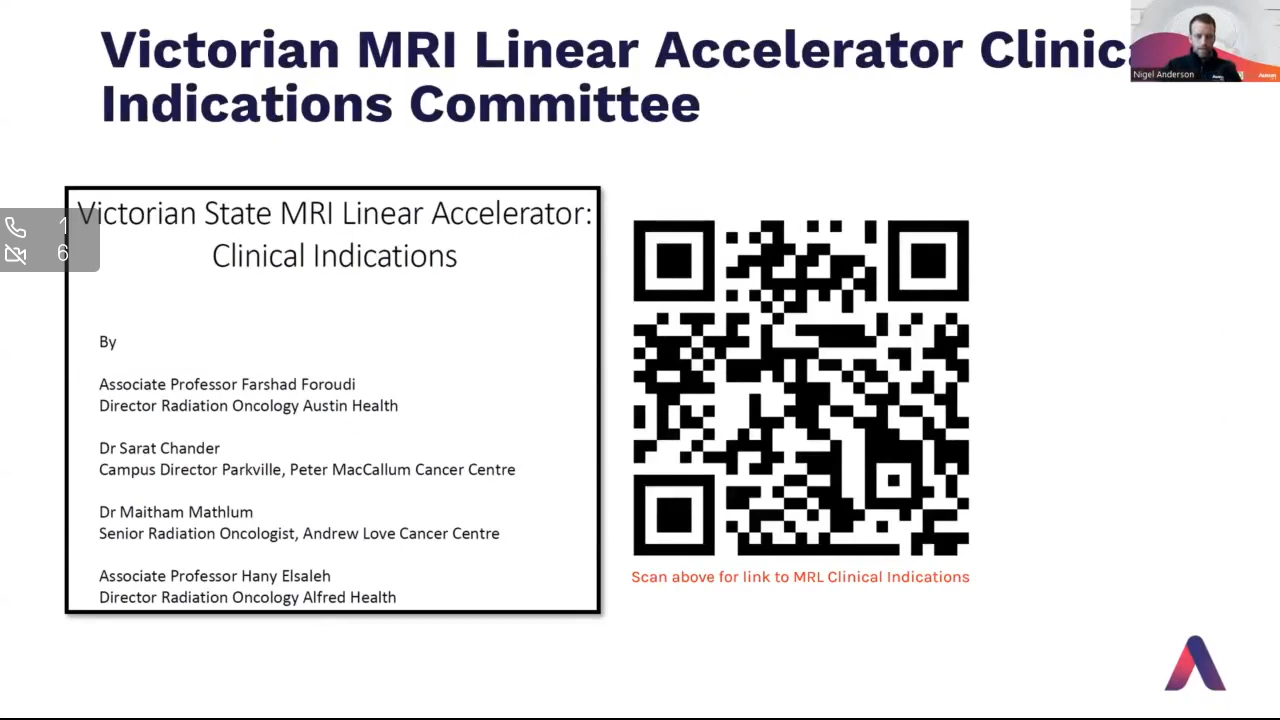 Victorian MRI Linear Accelerator Clinic
Indications Committee
Nigel Anderson
Victorian State MRI Linear Accelerator:
Clinical Indications
1
6
By
Associate Professor Farshad Foroudi
Director Radiation Oncology Austin Health
Dr Sarat Chander
Campus Director Parkville, Peter MacCallum Cancer Centre
Dr Maitham Mathlum
Senior Radiation Oncologist, Andrew Love Cancer Centre
Associate Professor Hany Elsaleh
Director Radiation Oncology Alfred Health
Scan above for link to MRL Clinical Indications